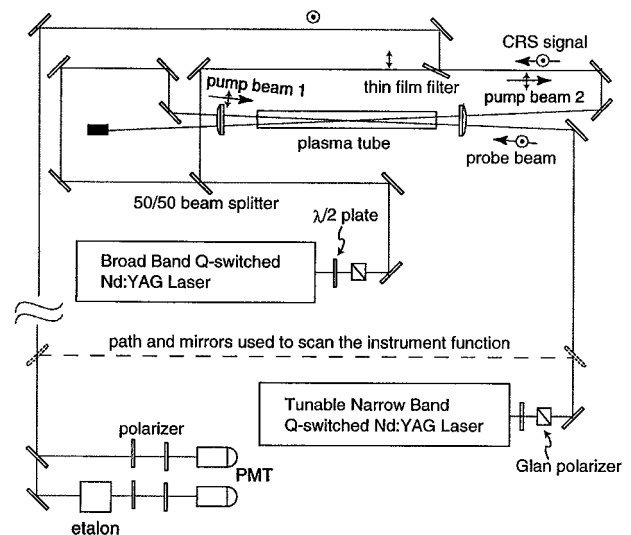 CRS signal
thin film filter
pump beam 1
pump beam 2
plasma tube
probe beam
50/50 beam splitter
λ/2 plate
Broad Band Q-switched
Nd:YAG Laser
path and mirrors used to scan the instrument function
Tunable Narrow Band
Q-switched Nd:YAG Laser
polarizer
Glan polarizer
PMT
etalon